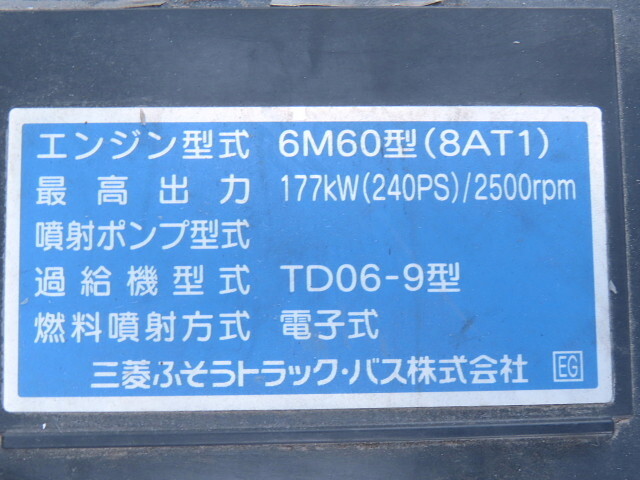 エンジン型式 6M60型(8AT1)
最高出力 177kW(240PS)/2500rpm
噴射ポンプ型式
過給機型式 TD06-9型
燃料噴射方式 電子式
三菱ふそうトラック・バス株式会社 EG